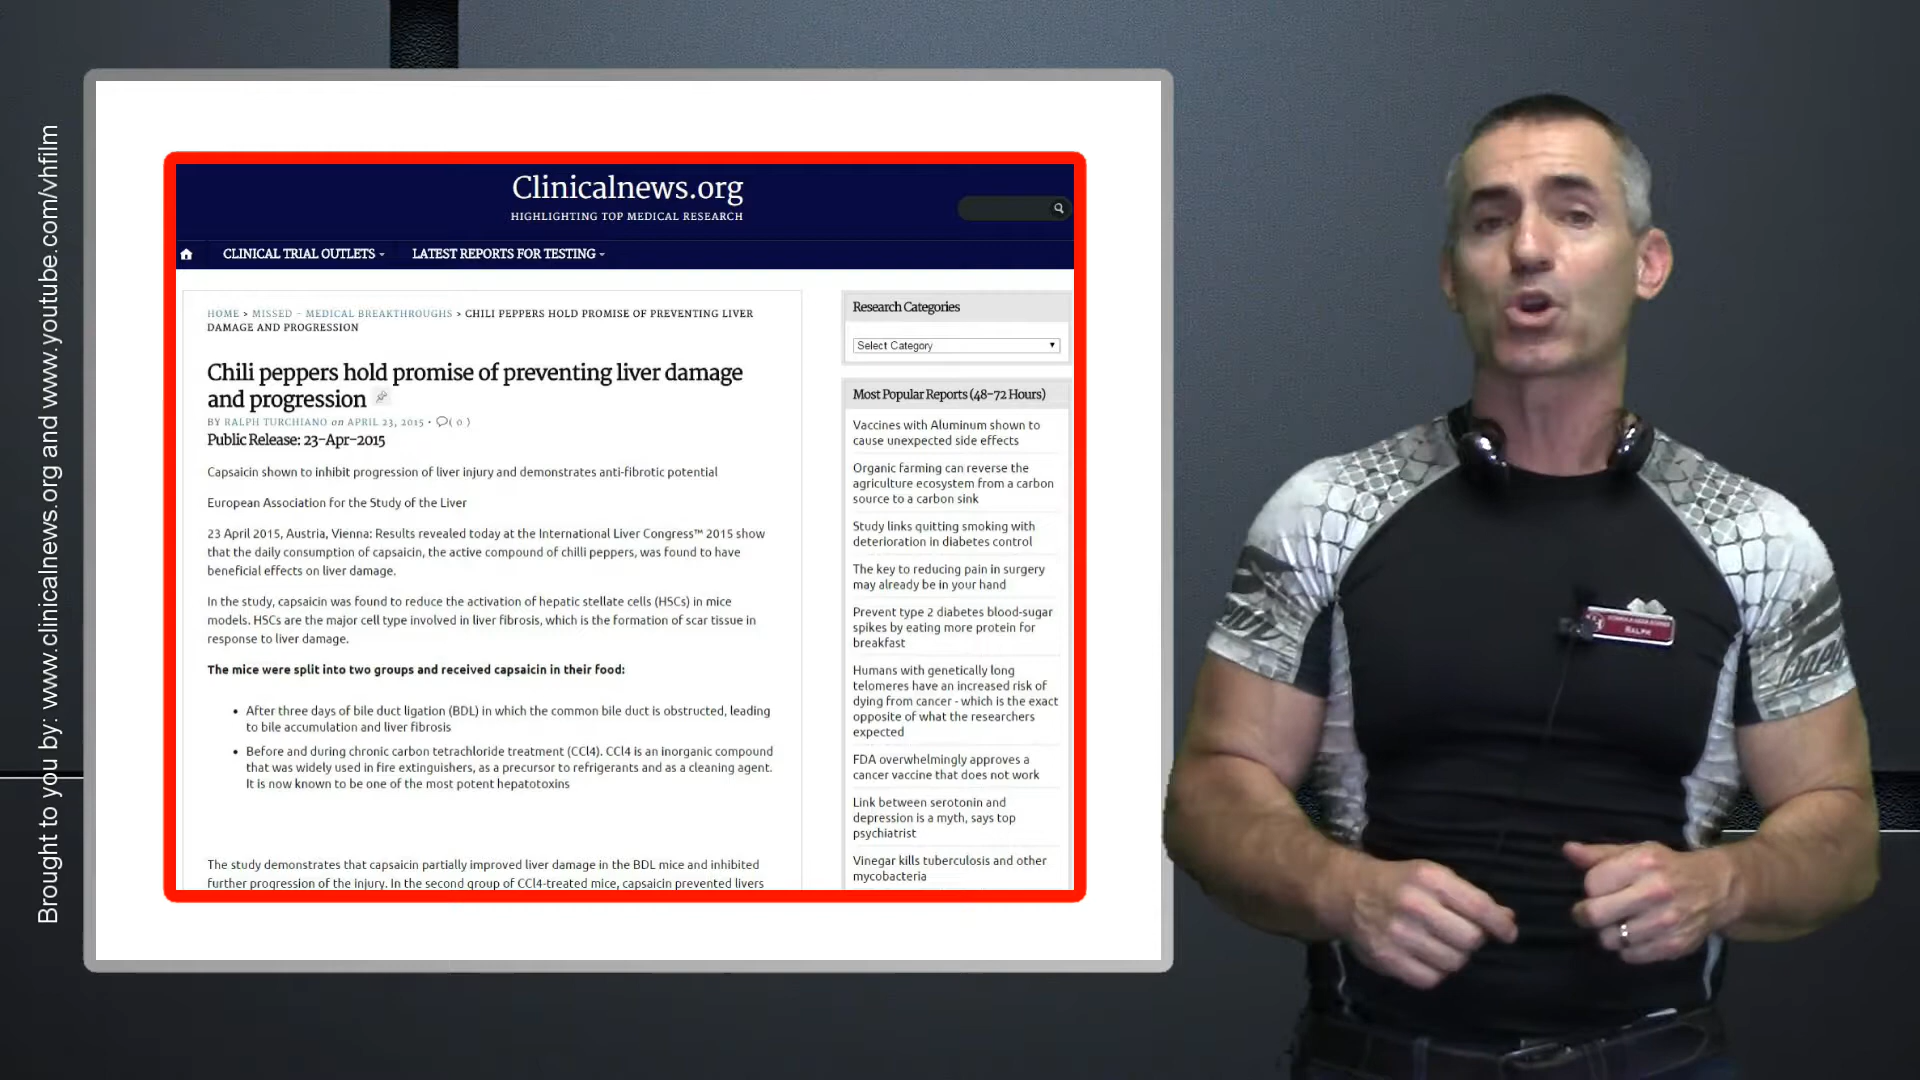 Brought to you by: www.clinicalnews.org and www.youtube.com/vhfilm
Clinicalnews.org
HIGHLIGHTING TOP MEDICAL RESEARCH
CLINICAL TRIAL OUTLETS
LATEST REPORTS FOR TESTING
HOME > MISSED – MEDICAL BREAKTHROUGHS > CHILI PEPPERS HOLD PROMISE OF PREVENTING LIVER
DAMAGE AND PROGRESSION
Chili peppers hold promise of preventing liver damage
and progression
BY RALPH TURCHIANO on APRIL 23, 2015 • ( 0 )
Public Release: 23-Apr-2015
Capsaicin shown to inhibit progression of liver injury and demonstrates anti-fibrotic potential
European Association for the Study of the Liver
23 April 2015, Austria, Vienna: Results revealed today at the International Liver Congress™ 2015 show
that the daily consumption of capsaicin, the active compound of chilli peppers, was found to have
beneficial effects on liver damage.
In the study, capsaicin was found to reduce the activation of hepatic stellate cells (HSCs) in mice
models. HSCs are the major cell type involved in liver fibrosis, which is the formation of scar tissue in
response to liver damage.
The mice were split into two groups and received capsaicin in their food:
• After three days of bile duct ligation (BDL) in which the common bile duct is obstructed, leading
to bile accumulation and liver fibrosis
• Before and during chronic carbon tetrachloride treatment (CCl4). CCl4 is an inorganic compound
that was widely used in fire extinguishers, as a precursor to refrigerants and as a cleaning agent.
It is now known to be one of the most potent hepatotoxins
The study demonstrates that capsaicin partially improved liver damage in the BDL mice and inhibited
further progression of the injury. In the second group of CCl4-treated mice, capsaicin prevented livers
Research Categories
Select Category
Most Popular Reports (48-72 Hours)
Vaccines with Aluminum shown to
cause unexpected side effects
Organic farming can reverse the
agriculture ecosystem from a carbon
source to a carbon sink
Study links quitting smoking with
deterioration in diabetes control
The key to reducing pain in surgery
may already be in your hand
Prevent type 2 diabetes blood-sugar
spikes by eating more protein for
breakfast
Humans with genetically long
telomeres have an increased risk of
dying from cancer - which is the exact
opposite of what the researchers
expected
FDA overwhelmingly approves a
cancer vaccine that does not work
Link between serotonin and
depression is a myth, says top
psychiatrist
Vinegar kills tuberculosis and other
mycobacteria
RALPH